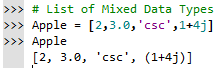 >>> # List of Mixed Data Types
>>> Apple = [2,3.0,'csc',1+4j]
>>> Apple
[2, 3.0, 'csc', (1+4j)]
>>>